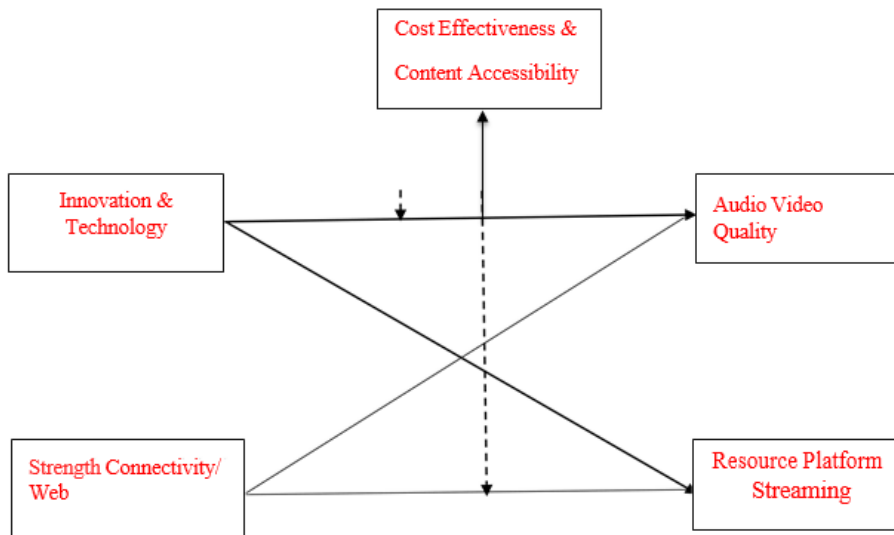 Cost Effectiveness &
Content Accessibility
Innovation &
Technology
Audio Video
Quality
Strength Connectivity/
Web
Resource Platform
Streaming